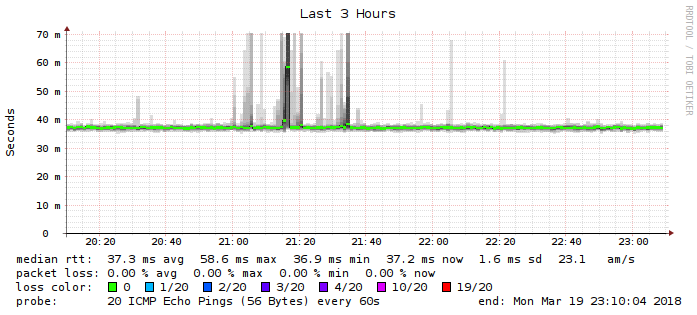 Last 3 Hours
RRDTOOL / TOBI OETIKER
Seconds
70 m
60 m
50 m
40 m
30 m
20 m
10 m
0
20:20 20:40 21:00 21:20 21:40 22:00 22:20 22:40 23:00
median rtt: 37.3 ms avg 58.6 ms max 36.9 ms min 37.2 ms now 1.6 ms sd 23.1 am/s
packet loss: 0.00 % avg 0.00 % max 0.00 % min 0.00 % now
loss color: 0 1/20 2/20 3/20 4/20 10/20 19/20
probe: 20 ICMP Echo Pings (56 Bytes) every 60s end: Mon Mar 19 23:10:04 2018